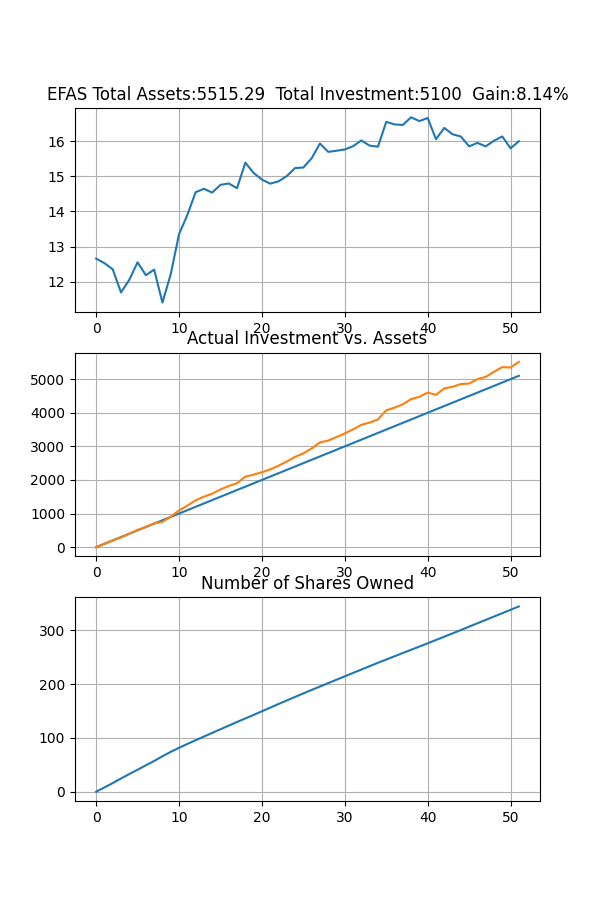 EFAS Total Assets:5515.29  Total Investment:5100  Gain:8.14%
16
15
14
13
12
0 10 20 30 40 50
Actual Investment vs. Assets
5000
4000
3000
2000
1000
0
0 10 20 30 40 50
Number of Shares Owned
300
200
100
0
0 10 20 30 40 50